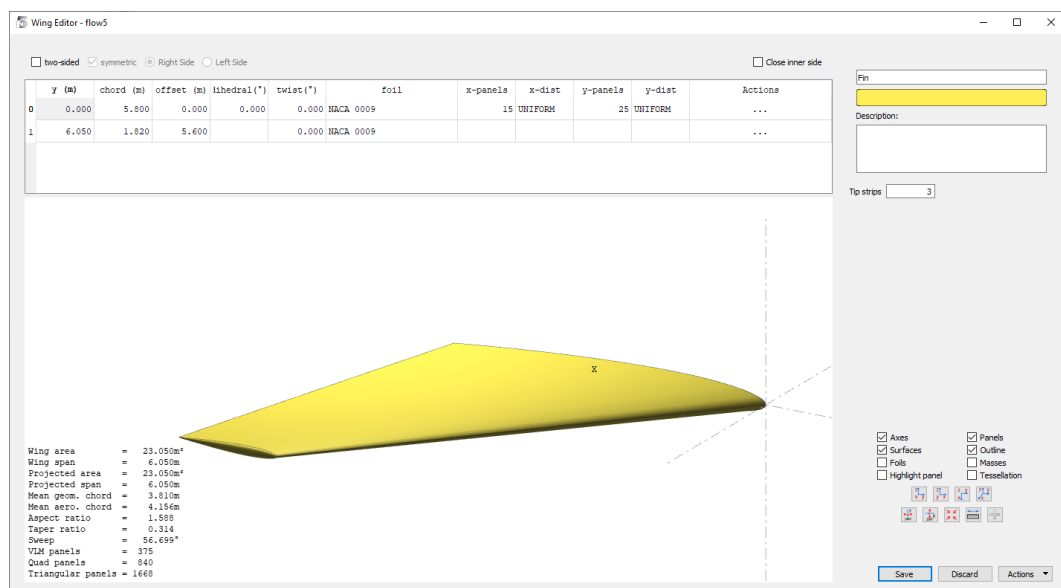 Wing Editor - flow5
two-sided symmetric Right Side Left Side Close inner side
y (m) chord (m) offset (m) lihedral(°) twist(°) foil x-panels x-dist y-panels y-dist Actions
0 0.000 5.800 0.000 0.000 0.000 NACA 0009 15 UNIFORM 25 UNIFORM ...
1 6.050 1.820 5.600 0.000 NACA 0009 ...
Fin
Description:
Tip strips 3
X
Wing area = 23.050m²
Wing span = 6.050m
Projected area = 23.050m²
Projected span = 6.050m
Mean geom. chord = 3.810m
Mean aero. chord = 4.156m
Aspect ratio = 1.588
Taper ratio = 0.314
Sweep = 56.699°
VLM panels = 375
Quad panels = 840
Triangular panels = 1668
Axes Panels
Surfaces Outline
Foils Masses
Highlight panel Tessellation
Save Discard Actions